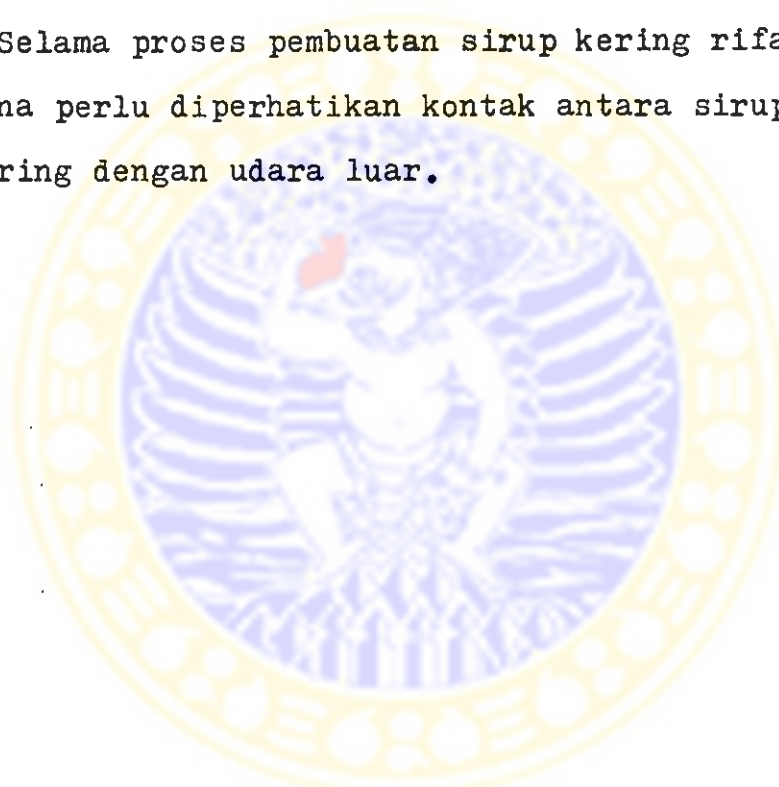 Selama proses pembuatan sirup kering rifa
na perlu diperhatikan kontak antara sirup
ring dengan udara luar.